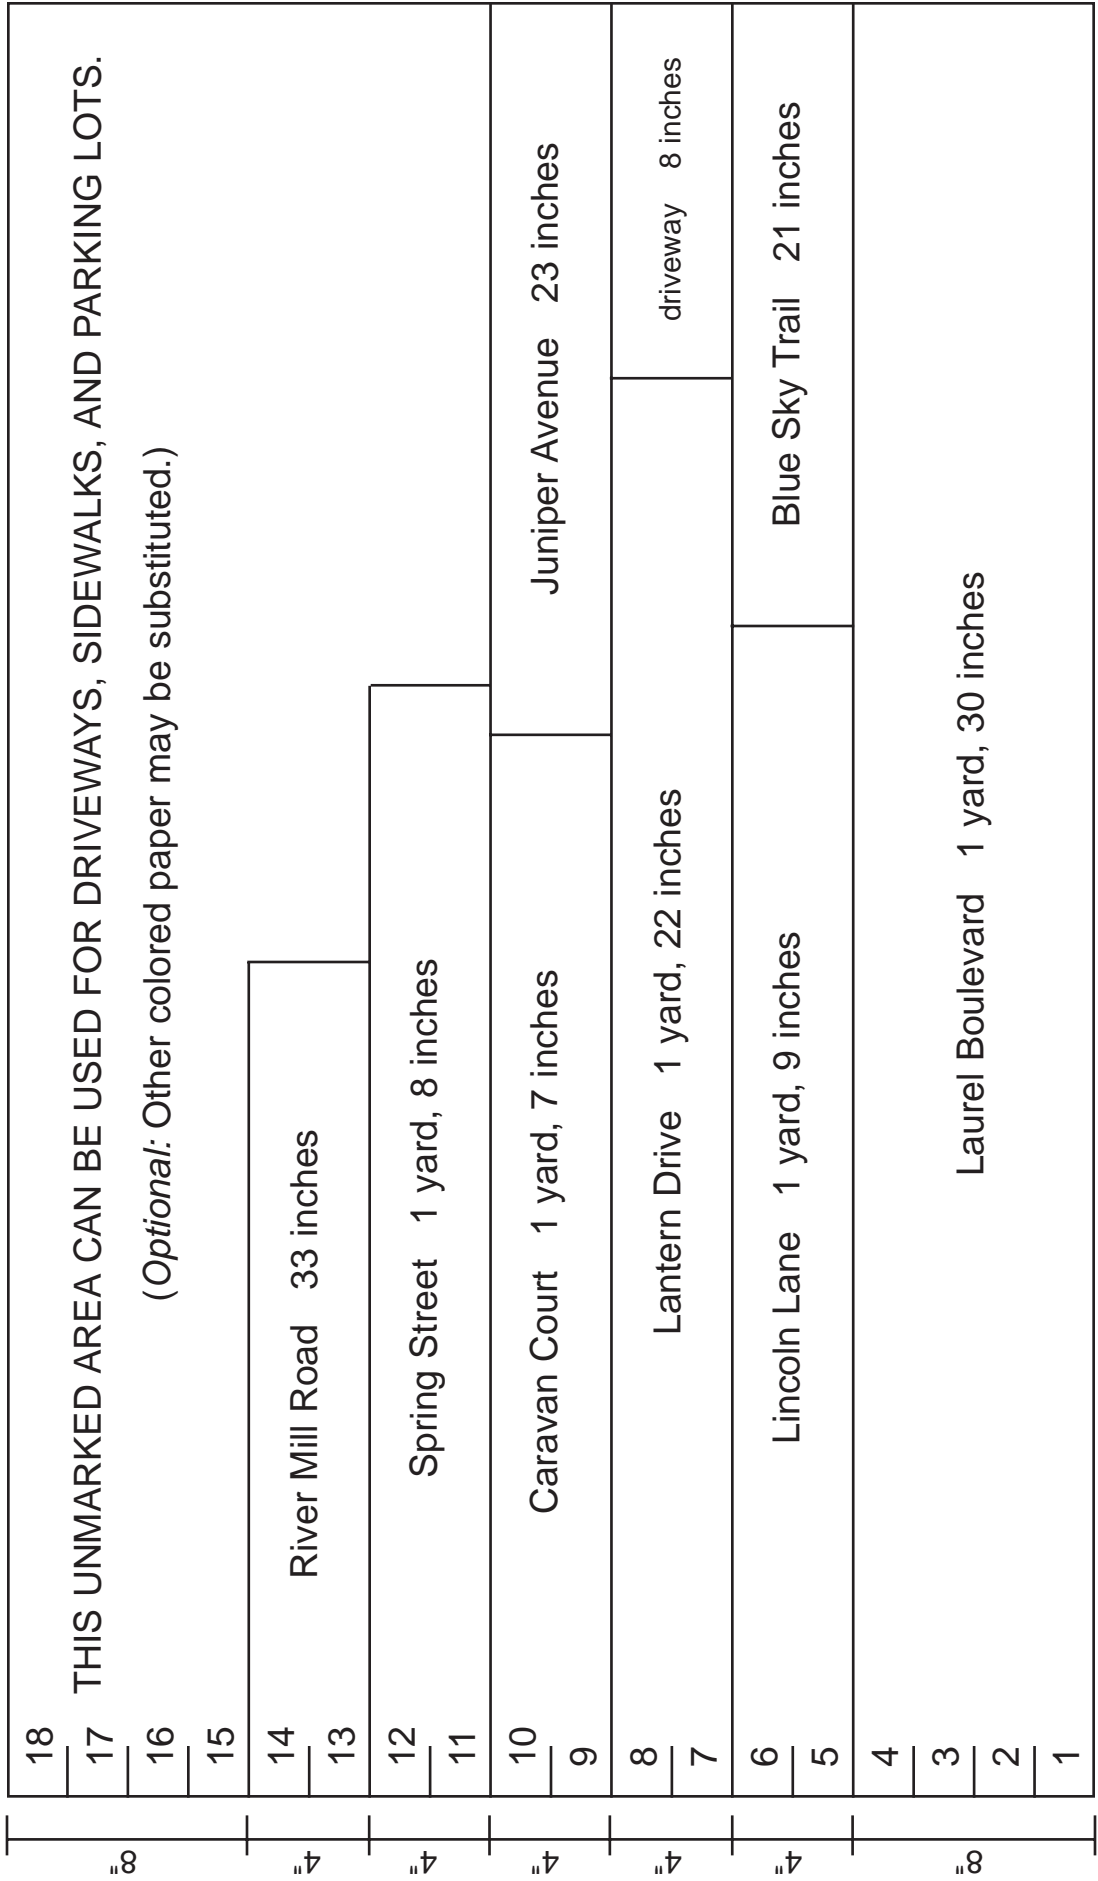 THIS UNMARKED AREA CAN BE USED FOR DRIVEWAYS, SIDEWALKS, AND PARKING LOTS.
(Optional: Other colored paper may be substituted.)
River Mill Road 33 inches
Spring Street 1 yard, 8 inches
Caravan Court 1 yard, 7 inches
Juniper Avenue 23 inches
Lantern Drive 1 yard, 22 inches
driveway 8 inches
Lincoln Lane 1 yard, 9 inches
Blue Sky Trail 21 inches
Laurel Boulevard 1 yard, 30 inches
18
17
16
15
14
13
12
11
10
9
8
7
6
5
4
3
2
1
8"
4"
4"
4"
4"
4"
8"